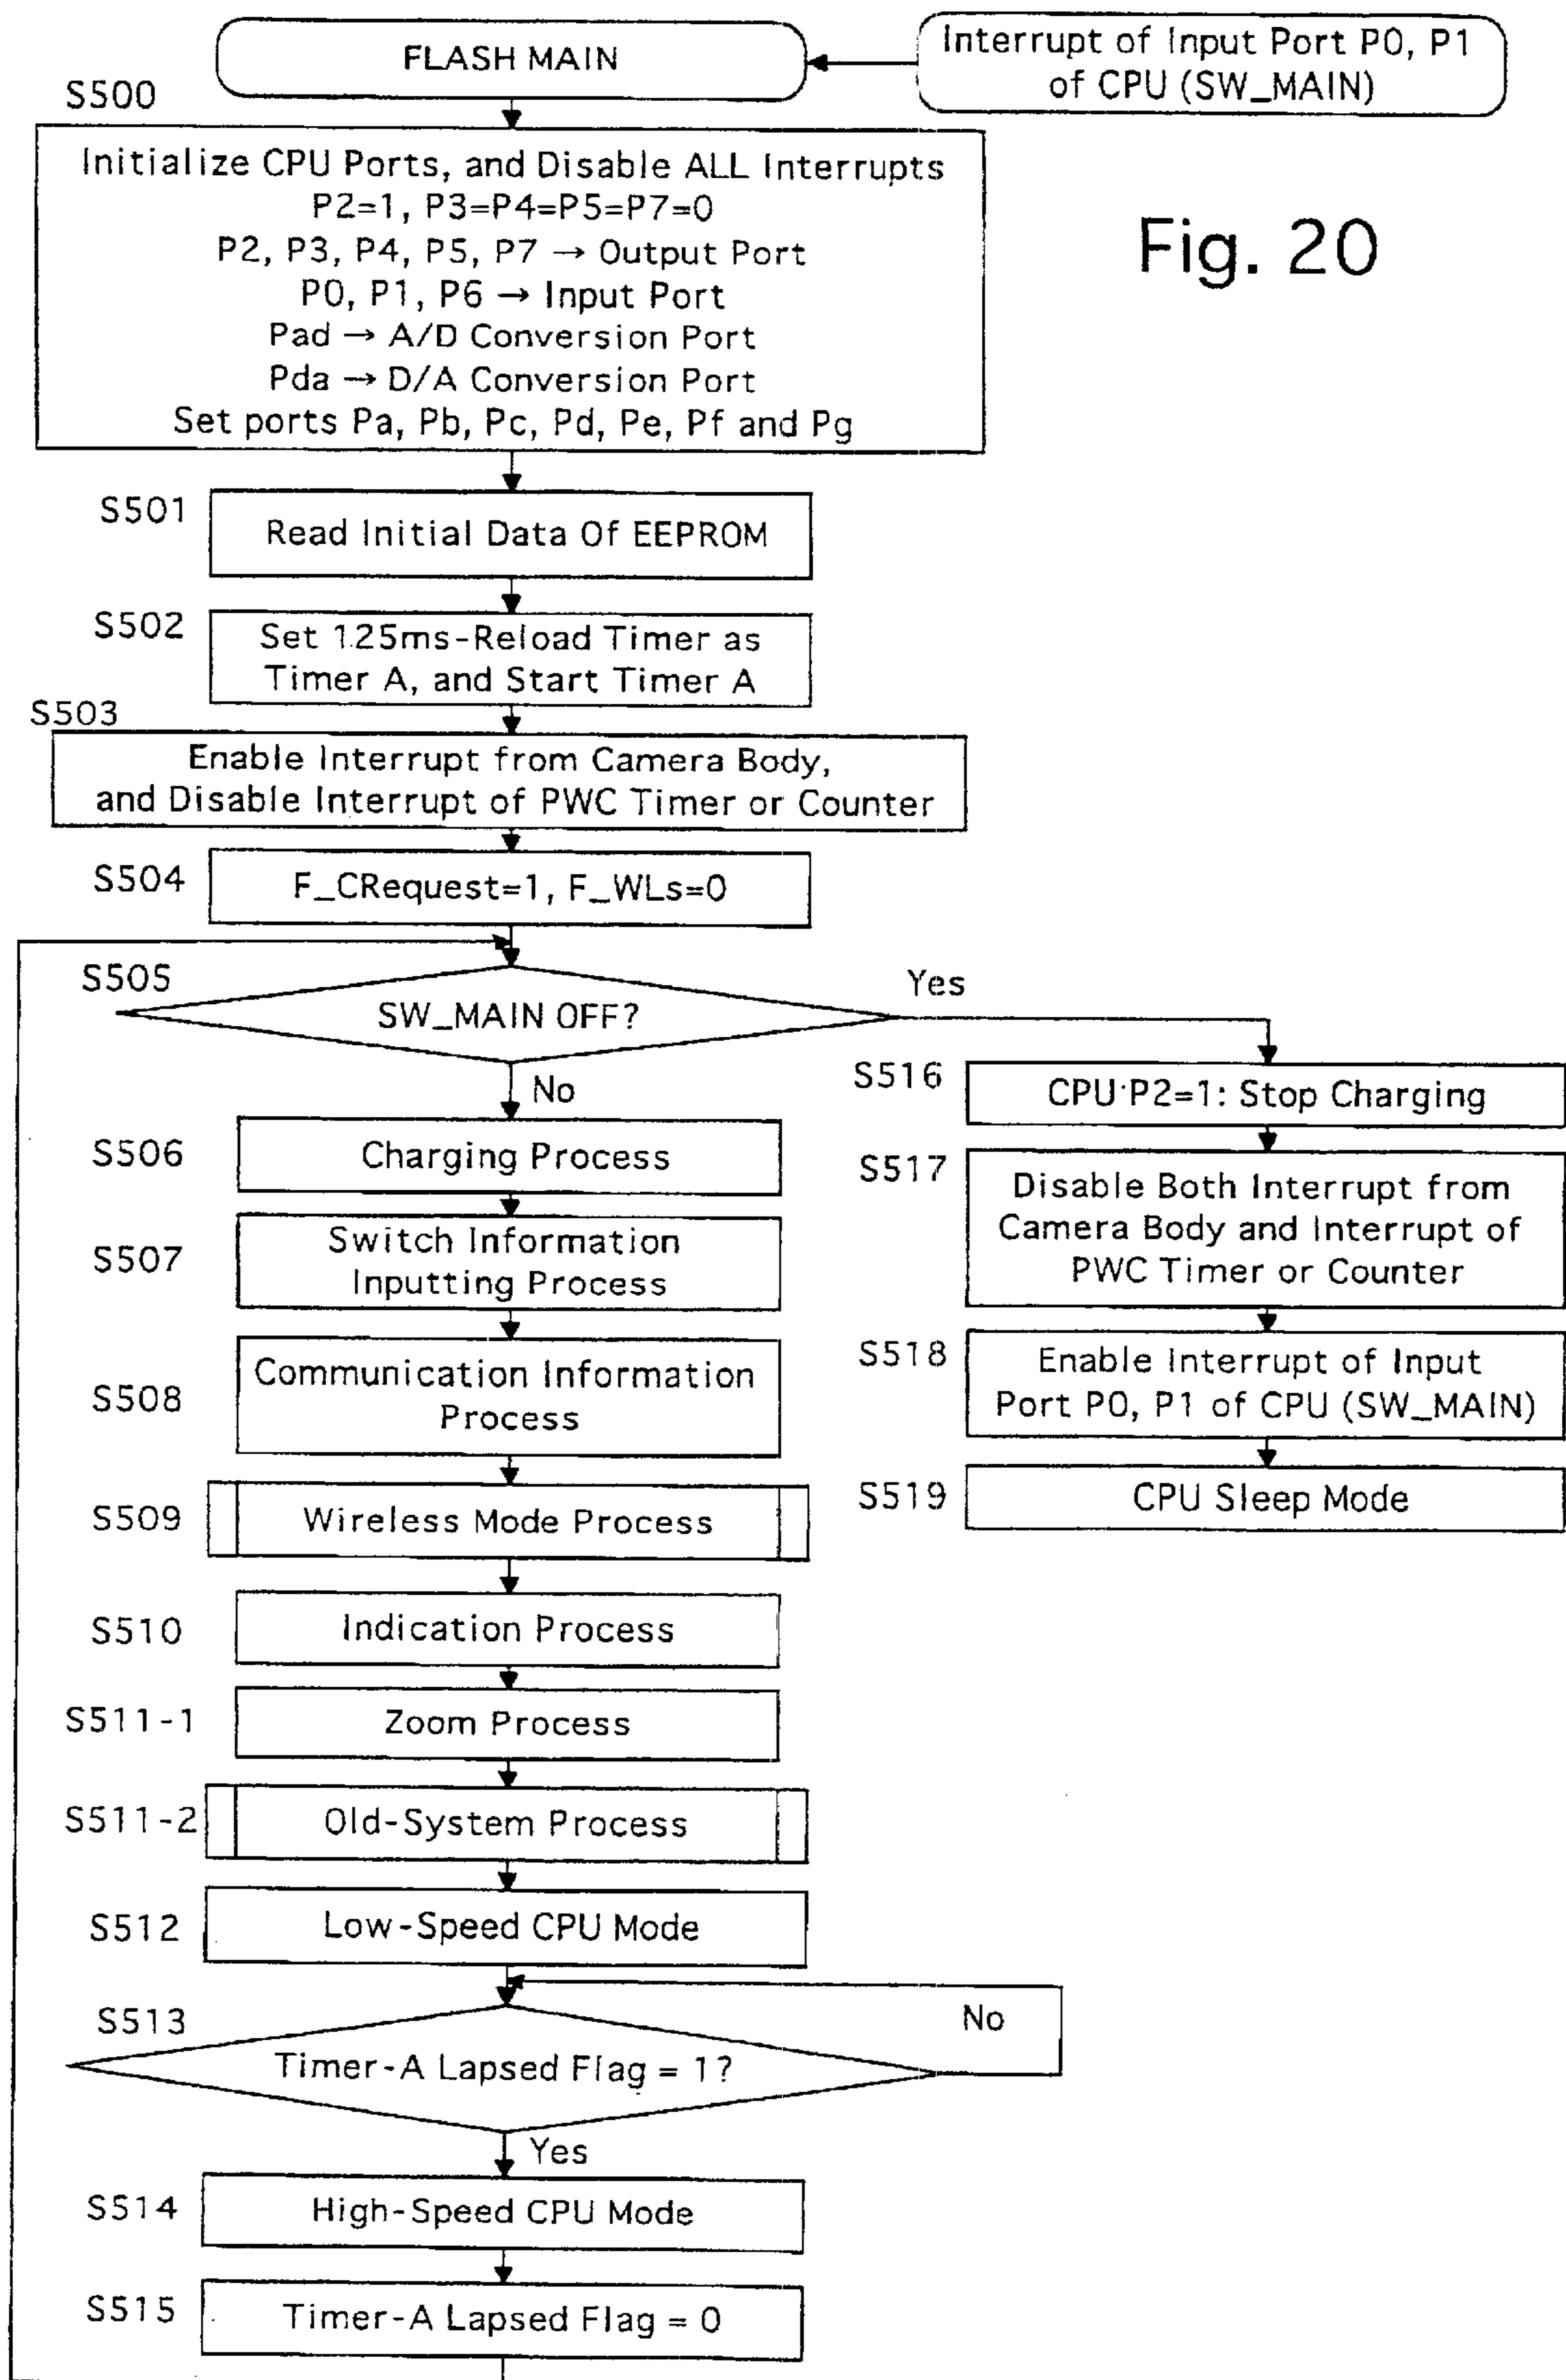 FLASH MAIN
Interrupt of Input Port P0, P1
of CPU (SW_MAIN)
S500
Initialize CPU Ports, and Disable ALL Interrupts
P2=1, P3=P4=P5=P7=0
P2, P3, P4, P5, P7 → Output Port
P0, P1, P6 → Input Port
Pad → A/D Conversion Port
Pda → D/A Conversion Port
Set ports Pa, Pb, Pc, Pd, Pe, Pf and Pg
Fig. 20
S501
Read Initial Data Of EEPROM
S502
Set 125ms-Reload Timer as
Timer A, and Start Timer A
S503
Enable Interrupt from Camera Body,
and Disable Interrupt of PWC Timer or Counter
S504
F_CRequest=1, F_WLs=0
S505
SW_MAIN OFF?
Yes
No
S506
Charging Process
S507
Switch Information
Inputting Process
S508
Communication Information
Process
S509
Wireless Mode Process
S510
Indication Process
S511-1
Zoom Process
S511-2
Old-System Process
S512
Low-Speed CPU Mode
S513
Timer-A Lapsed Flag = 1?
No
Yes
S514
High-Speed CPU Mode
S515
Timer-A Lapsed Flag = 0
S516
CPU·P2=1: Stop Charging
S517
Disable Both Interrupt from
Camera Body and Interrupt of
PWC Timer or Counter
S518
Enable Interrupt of Input
Port P0, P1 of CPU (SW_MAIN)
S519
CPU Sleep Mode